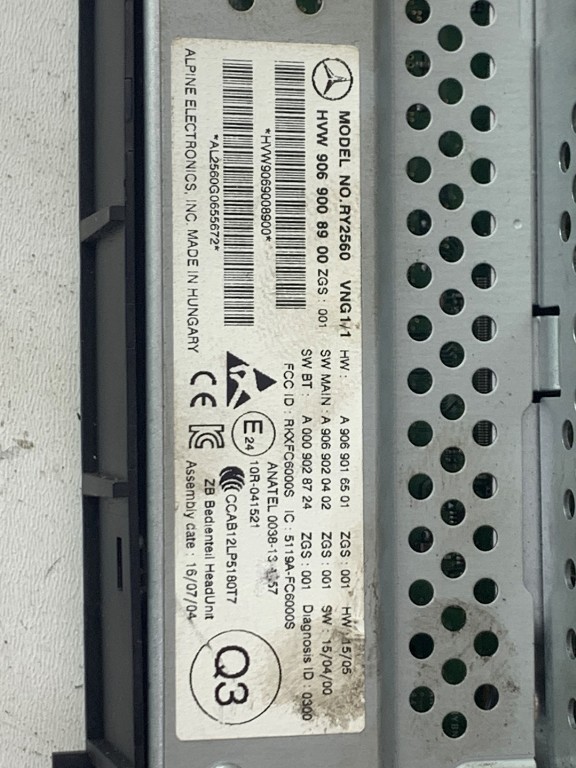 MODEL NO.RY2560 VNG1/1
HVW 906 900 89 00 ZGS : 001
*HVW9069008900*
*AL2560G0655672*
ALPINE ELECTRONICS, INC. MADE IN HUNGARY
HW : A 906 901 65 01 ZGS : 001 HW : 15/05
SW MAIN : A 906 902 04 02 ZGS : 001 SW : 15/04/00
SW BT : A 000 902 87 24 ZGS : 001 Diagnosis ID : 0300
FCC ID : RKXFC6000S IC : 5119A-FC6000S
ANATEL 0038-13
E24
10R-041521
CCAB12LP5180T7
CE
ZB Bedienteil HeadUnit
Assembly date : 16/07/04
Q3